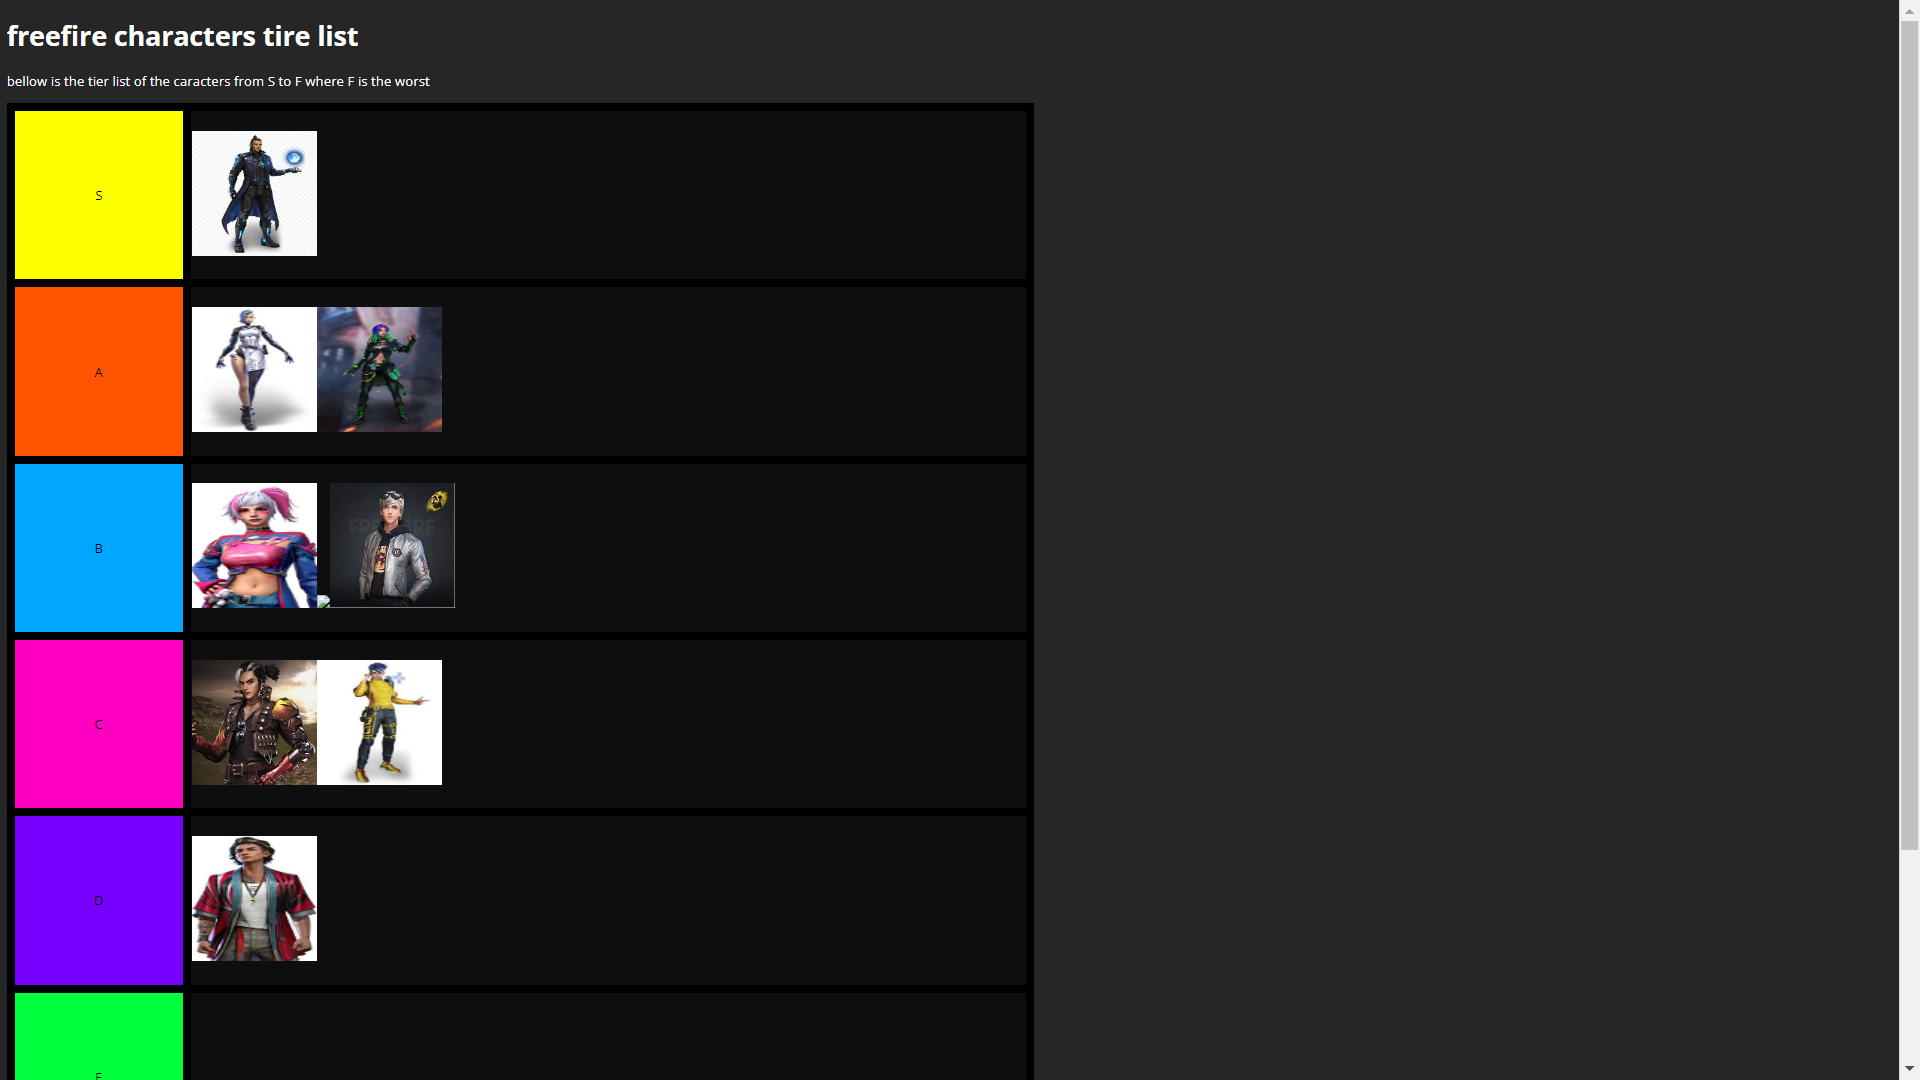 freefire characters tire list
bellow is the tier list of the caracters from S to F where F is the worst
S
A
B
C
D